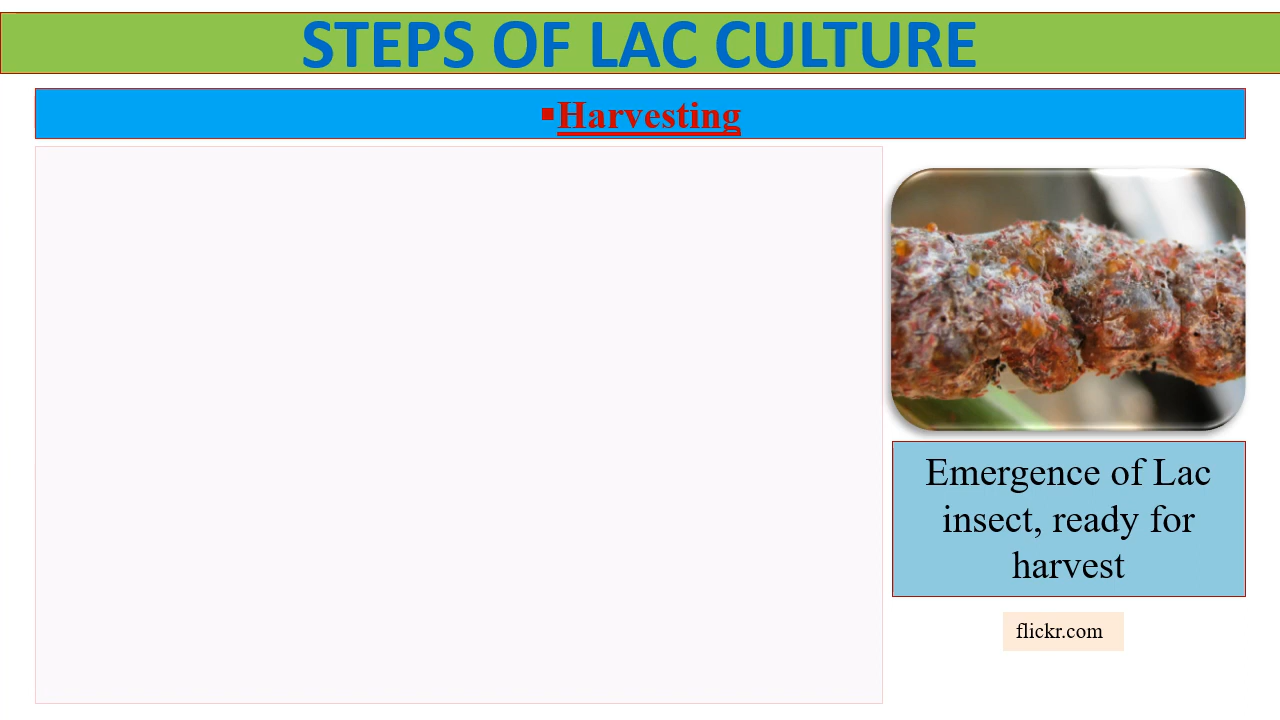 STEPS OF LAC CULTURE
▪Harvesting
Emergence of Lac
insect, ready for
harvest
flickr.com